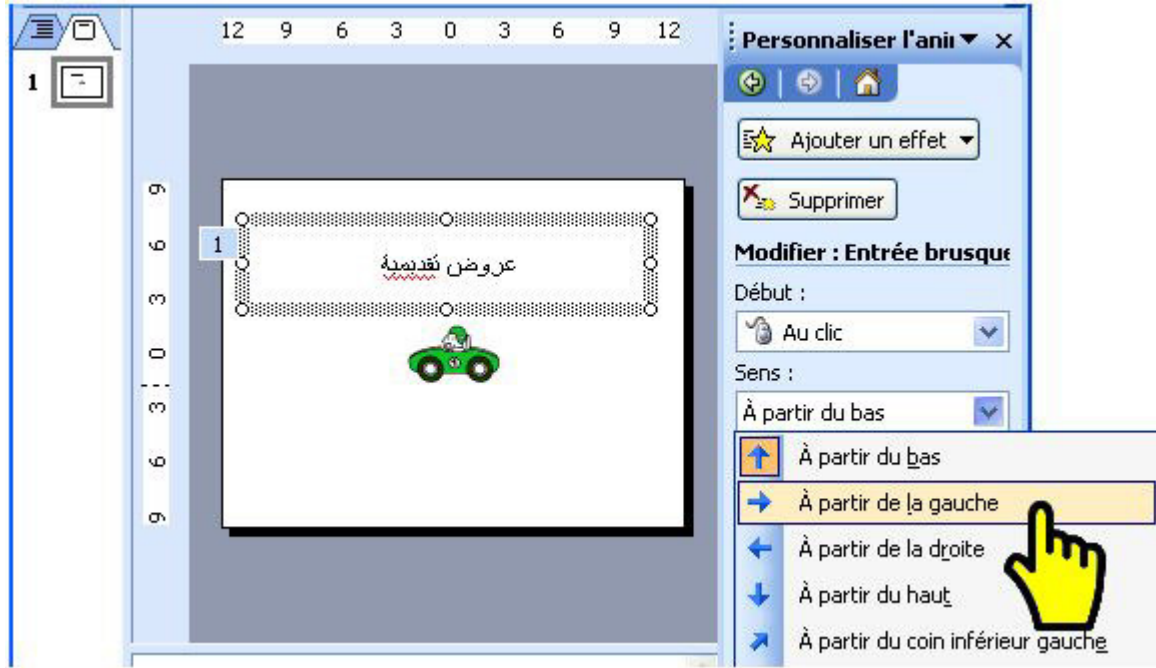 12 9 6 3 0 3 6 9 12
1
9
6
3
0
3
6
9
1
عروض تقديمية
Personnaliser l'anii
Ajouter un effet
Supprimer
Modifier : Entrée brusque
Début :
Au clic
Sens :
À partir du bas
À partir du bas
À partir de la gauche
À partir de la droite
À partir du haut
À partir du coin inférieur gauche